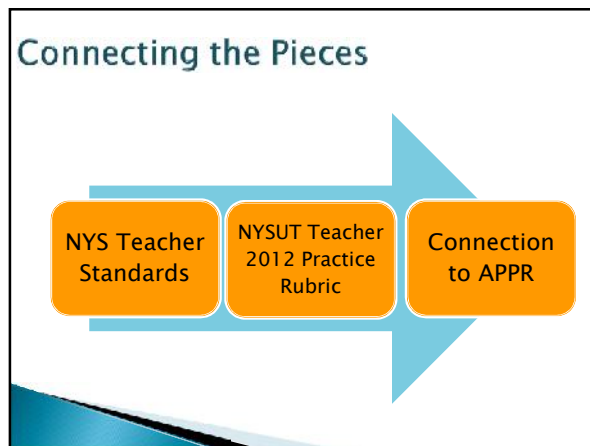 Connecting the Pieces
NYS Teacher
Standards
NYSUT Teacher
2012 Practice
Rubric
Connection
to APPR